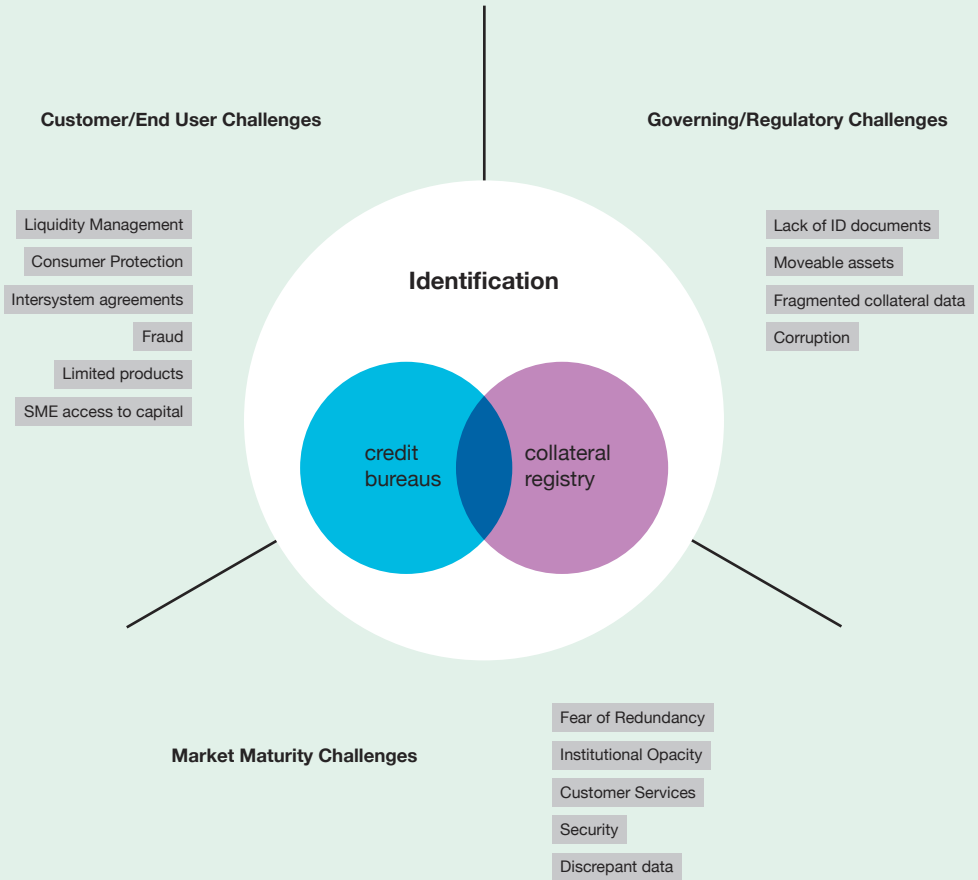 Customer/End User Challenges
Liquidity Management
Consumer Protection
Intersystem agreements
Fraud
Limited products
SME access to capital
Governing/Regulatory Challenges
Lack of ID documents
Moveable assets
Fragmented collateral data
Corruption
Identification
credit
bureaus
collateral
registry
Market Maturity Challenges
Fear of Redundancy
Institutional Opacity
Customer Services
Security
Discrepant data